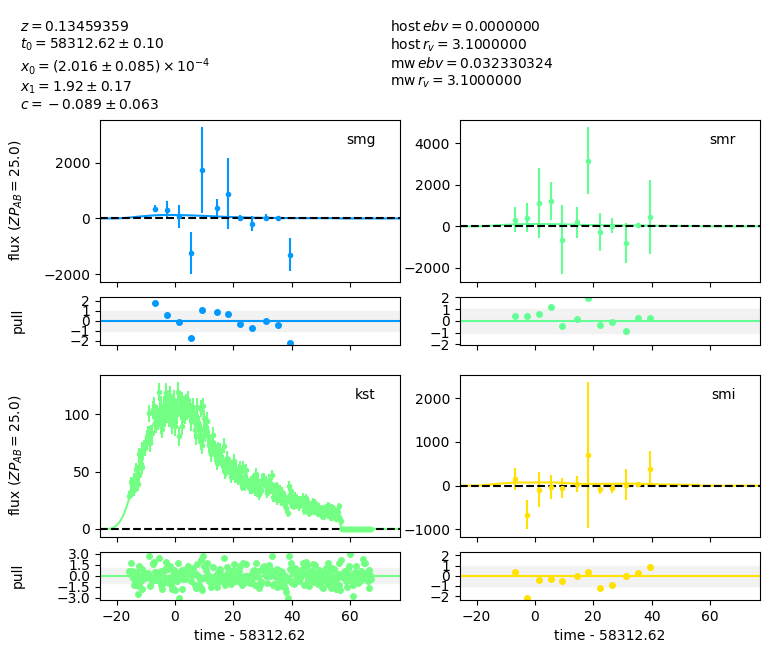 z = 0.13459359
t₀ = 58312.62 ± 0.10
x₀ = (2.016 ± 0.085) × 10⁻⁴
x₁ = 1.92 ± 0.17
c = −0.089 ± 0.063
host ebv = 0.0000000
host r_v = 3.1000000
mw ebv = 0.032330324
mw r_v = 3.1000000
smg
flux (ZP_AB = 25.0)
2000
0
−2000
smr
4000
2000
0
−2000
pull
2
1
0
−1
−2
2
1
0
−1
−2
kst
flux (ZP_AB = 25.0)
100
50
0
smi
2000
1000
0
−1000
pull
3.0
1.5
0.0
−1.5
−3.0
−20 0 20 40 60
time - 58312.62
2
1
0
−1
−2
−20 0 20 40 60
time - 58312.62